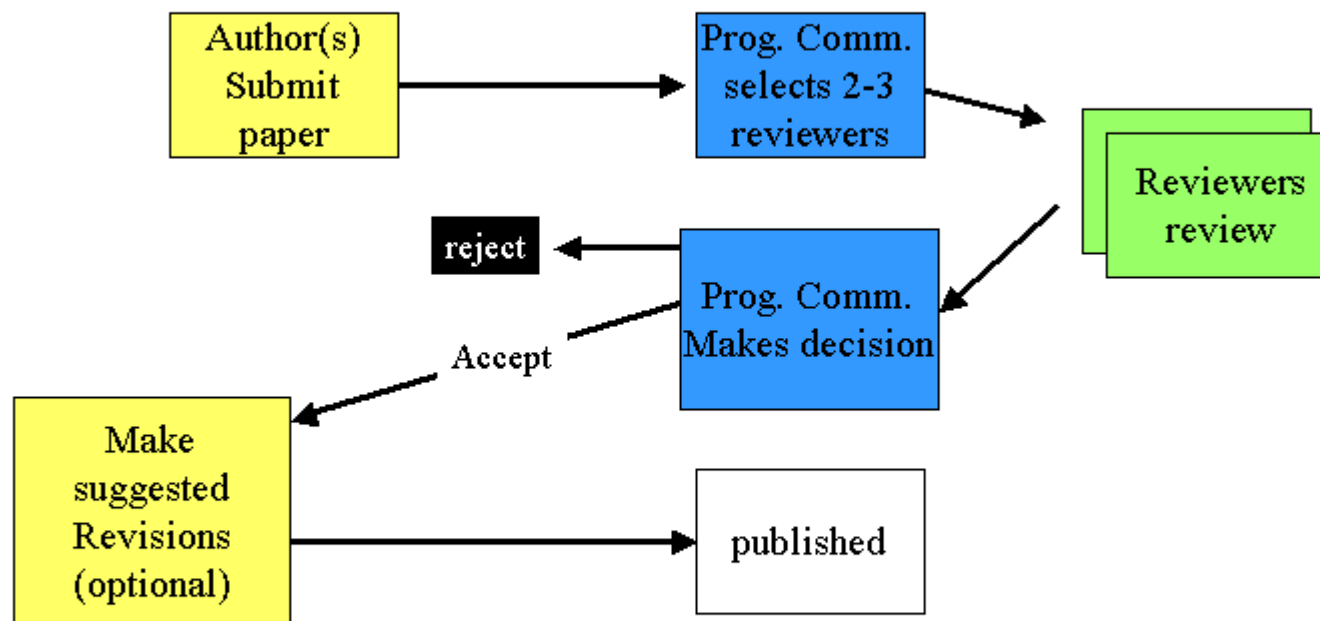 Author(s)
Submit
paper
Prog. Comm.
selects 2-3
reviewers
Reviewers
review
reject
Prog. Comm.
Makes decision
Accept
Make
suggested
Revisions
(optional)
published